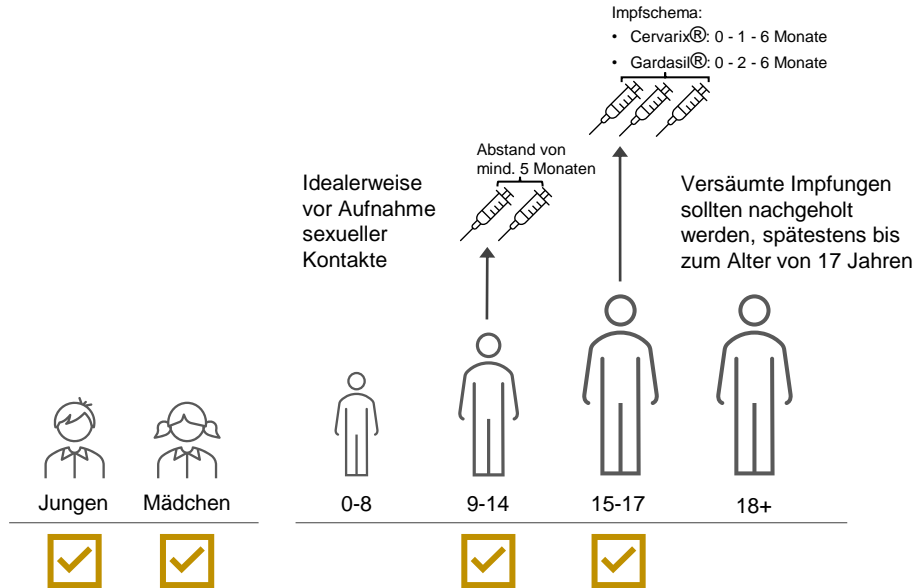 Impfschema:
• Cervarix®: 0 - 1 - 6 Monate
• Gardasil®: 0 - 2 - 6 Monate
Abstand von
mind. 5 Monaten
Idealerweise
vor Aufnahme
sexueller
Kontakte
Versäumte Impfungen
sollten nachgeholt
werden, spätestens bis
zum Alter von 17 Jahren
Jungen Mädchen 0-8 9-14 15-17 18+